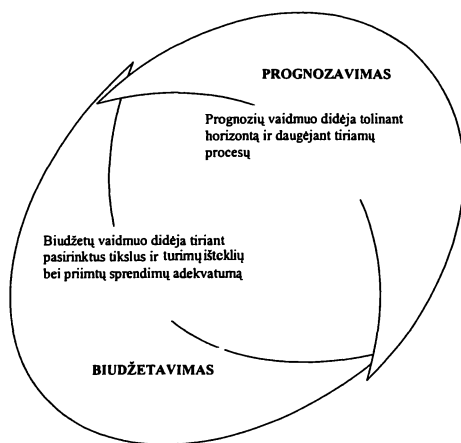 PROGNOZAVIMAS
Prognozių vaidmuo didėja tolinant
horizontą ir daugėjant tiriamų
procesų
Biudžetų vaidmuo didėja tiriant
pasirinktus tikslus ir turimų išteklių
bei priimtų sprendimų adekvatumą
BIUDŽETAVIMAS